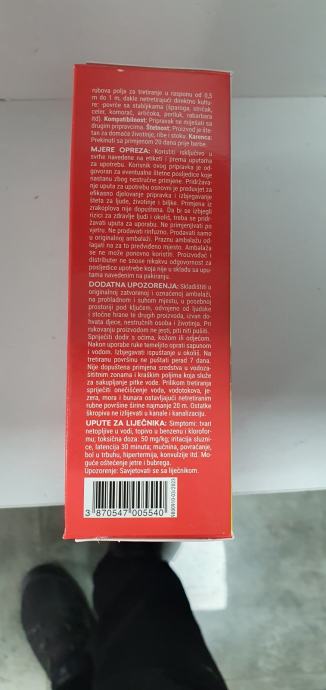 rubova polja za tretiranje u rasponu od 0,5
m do 1 m, dakle netretirajući direktno kultu-
re: -povrće sa stabljikama (šparoga, srnčak,
celer, komorač, artičoka, poriluk, rabarbara
itd). Kompatibilnost: Pripravak ne miješati sa
drugim pripravcima. Štetnost: Proizvod je šte-
tan za domaće životinje, ribe i stoku. Karenca:
Prekinuti sa primjenom 20 dana prije berbe.
MJERE OPREZA: Koristiti isključivo u
svrhe navedene na etiketi i prema uputama
za upotrebu. Korisnik ovog pripravka je od-
govoran za eventualne štetne posljedice koje
nastanu zbog nestručne primjene. Pridržava-
nje uputa za upotrebu osnovni je preduvjet za
efikasno djelovanje pripravka i izbjegavanje
šteta za ljude, životinje i biljke. Primjena iz
zrakoplova nije dopuštena. Da bi se izbjegli
rizici za zdravlje ljudi i okoliš, treba se pridr-
žavati uputa za uporabu. Ne primjenjivati po
vjetru. Ne prodavati rinfuzno. Prodavati samo
u originalnoj ambalaži. Praznu ambalažu od-
lagati na za to predviđeno mjesto. Ambalaža
se ne može ponovno koristiti. Proizvođač i
distributer ne snose nikakvu odgovornost za
posljedice upotrebe koja nije u skladu sa upu-
tama navedenim na pakiranju.
DODATNA UPOZORENJA: Skladištiti u
originalnoj zatvorenoj i označenoj ambalaži,
na prohladnom i suhom mjestu, u posebnoj
prostoriji pod ključem, odvojeno od ljudske
i stočne hrane te drugih proizvoda, izvan do-
hvata djece, nestručnih osoba i životinja. Pri
rukovanju proizvodom ne jesti, piti niti pušiti.
Spriječiti dodir s očima, kožom ili odjećom.
Nakon uporabe ruke temeljito oprati sapunom
i vodom. Izbjegavati ispuštanje u okoliš. Na
tretiranu površinu ne puštati perad 7 dana.
Nije dopuštena primjena sredstva u vodoza-
štitnim zonama i kraškim poljima koja služe
za sakupljanje pitke vode. Prilikom tretiranja
spriječiti onečišćenje voda, vodotokova, je-
zera, mora i bunara ostavljajući netretiranim
rubne površine širine najmanje 20 m. Ostatke
škropiva ne izlijevati u kanale i kanalizaciju.
UPUTE ZA LIJEČNIKA: Simptomi: tvari
netopljive u vodi, topivo u benzenu i klorofor-
mu; toksična doza: 50 mg/kg; iritacija sluzni-
ce, latencija 30 minuta; mučnina, povraćanje,
bol u trbuhu, hipertermija, konvulzije itd. Mo-
guće oštećenje jetre i bubrega.
Upozorenje: Savjetovati se sa liječnikom.
3 870547 005540